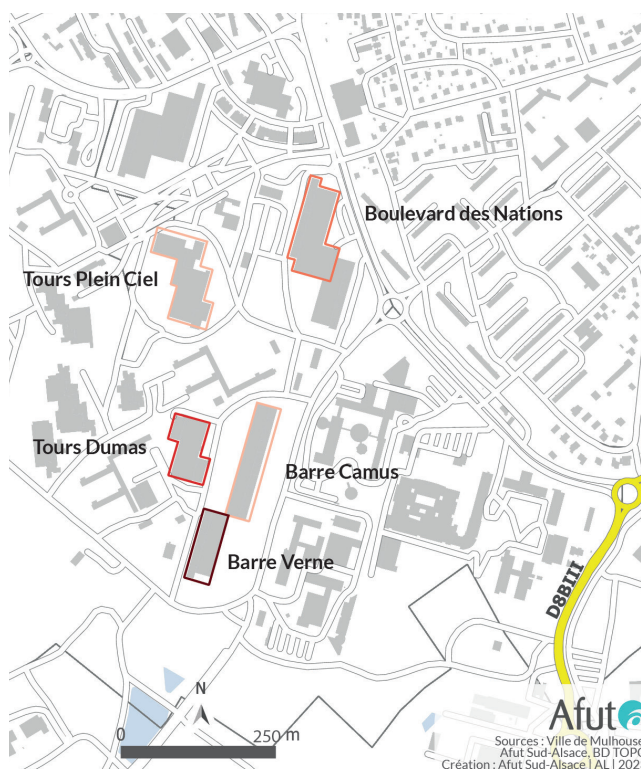 Boulevard des Nations
Tours Plein Ciel
Tours Dumas
Barre Camus
Barre Verne
D8BIII
N
0 250 m
Afut
Sources : Ville de Mulhouse
Afut Sud-Alsace, BD TOPO
Création : Afut Sud-Alsace | AL | 202